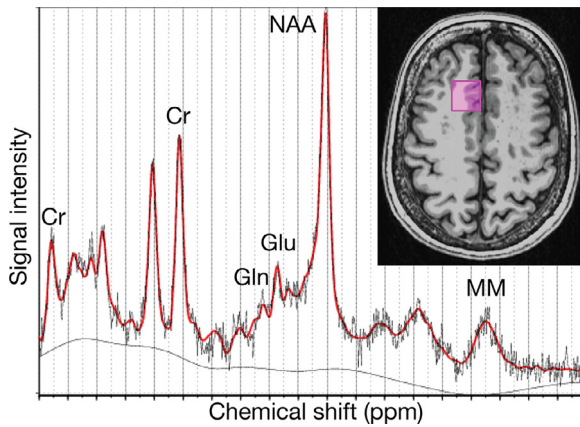 NAA
Cr
Cr
Glu
Gln
MM
Signal intensity
Chemical shift (ppm)